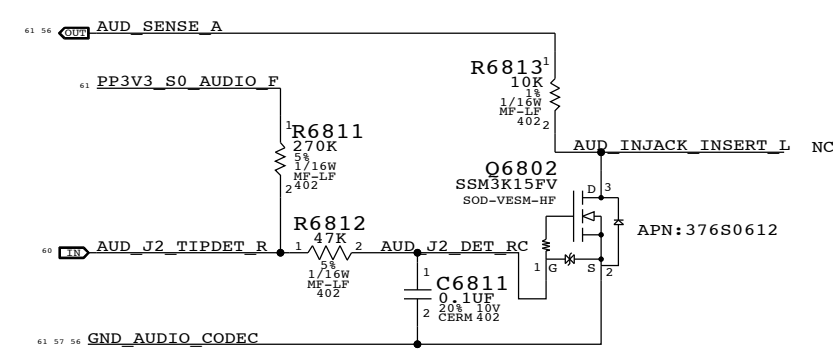 61 56 OUT AUD_SENSE_A
61 PP3V3_S0_AUDIO_F
R6813 1
10K
1%
1/16W
MF-LF
402 2
AUD_INJACK_INSERT_L NC
1 R6811
270K
5%
1/16W
MF-LF
2 402
Q6802
SSM3K15FV
SOD-VESM-HF
D 3
APN:376S0612
1 G S 2
R6812
47K
60 IN AUD_J2_TIPDET_R 1 2 AUD_J2_DET_RC
5%
1/16W
MF-LF
402
1
C6811
0.1UF
20% 10V
2 CERM 402
61 57 56 GND_AUDIO_CODEC